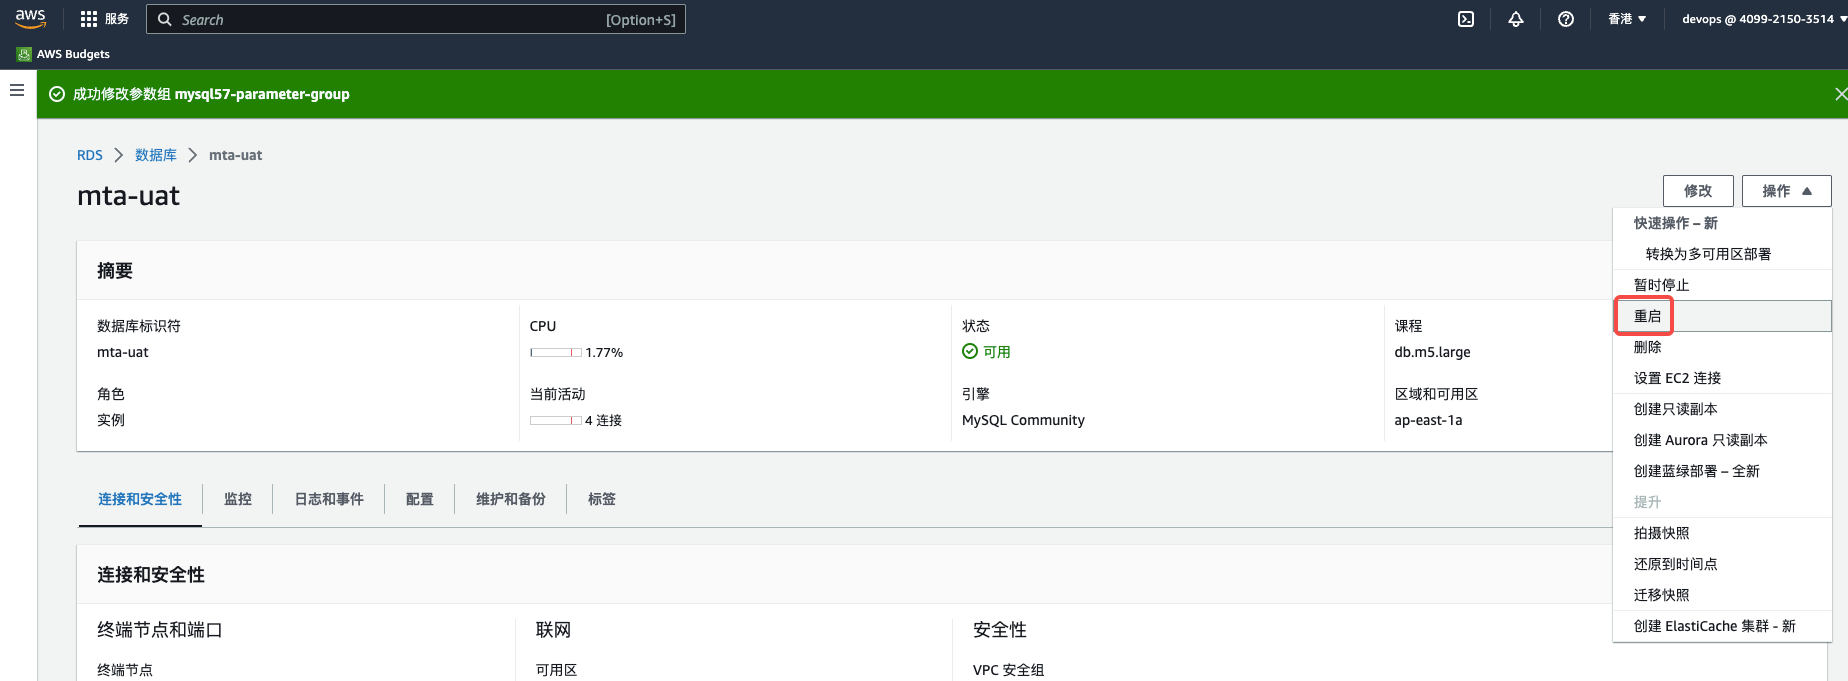 aws 服务 Search [Option+S] 香港 ▼ devops @ 4099-2150-3514 ▼
AWS Budgets
成功修改参数组 mysql57-parameter-group
RDS > 数据库 > mta-uat
mta-uat
修改 操作 ▲
快速操作 – 新
转换为多可用区部署
暂时停止
重启
删除
设置 EC2 连接
创建只读副本
创建 Aurora 只读副本
创建蓝绿部署 – 全新
提升
拍摄快照
还原到时间点
迁移快照
创建 ElastiCache 集群 - 新
摘要
数据库标识符
mta-uat
CPU
1.77%
状态
可用
课程
db.m5.large
角色
实例
当前活动
4 连接
引擎
MySQL Community
区域和可用区
ap-east-1a
连接和安全性 监控 日志和事件 配置 维护和备份 标签
连接和安全性
终端节点和端口
终端节点
联网
可用区
安全性
VPC 安全组